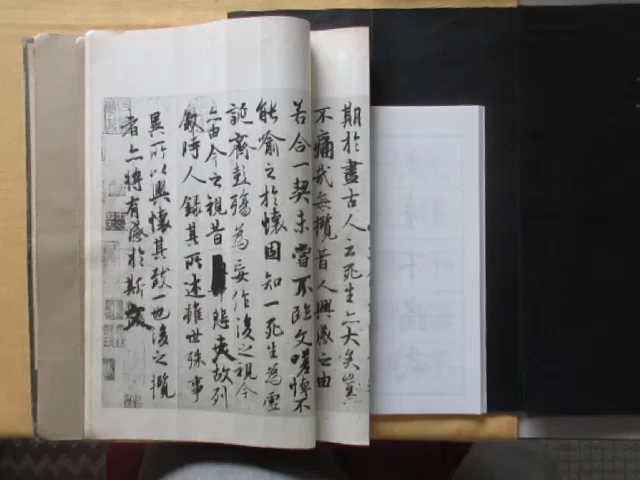 期於盡古人云死生亦大矣豈
不痛哉每攬昔人興感之由
若合一契未嘗不臨文嗟悼不
能喻之於懷固知一死生為虛
誕齊彭殤為妄作後之視今
亦由今之視昔悲夫故列
敘時人錄其所述雖世殊事
異所以興懷其致一也後之攬
者亦將有感於斯文